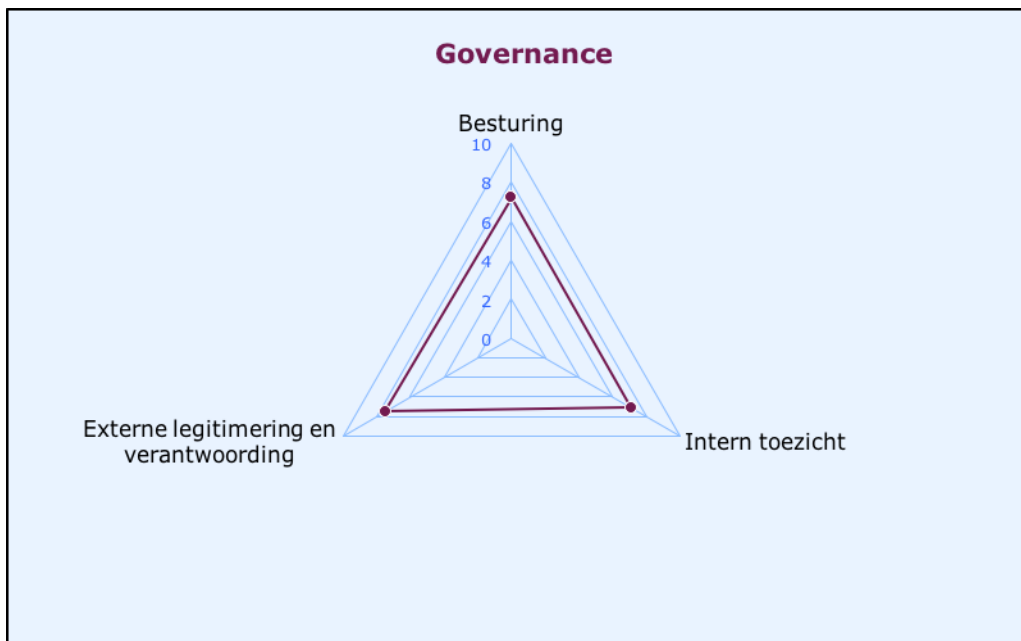 Governance
Besturing
10
8
6
4
2
0
Externe legitimering en
verantwoording
Intern toezicht